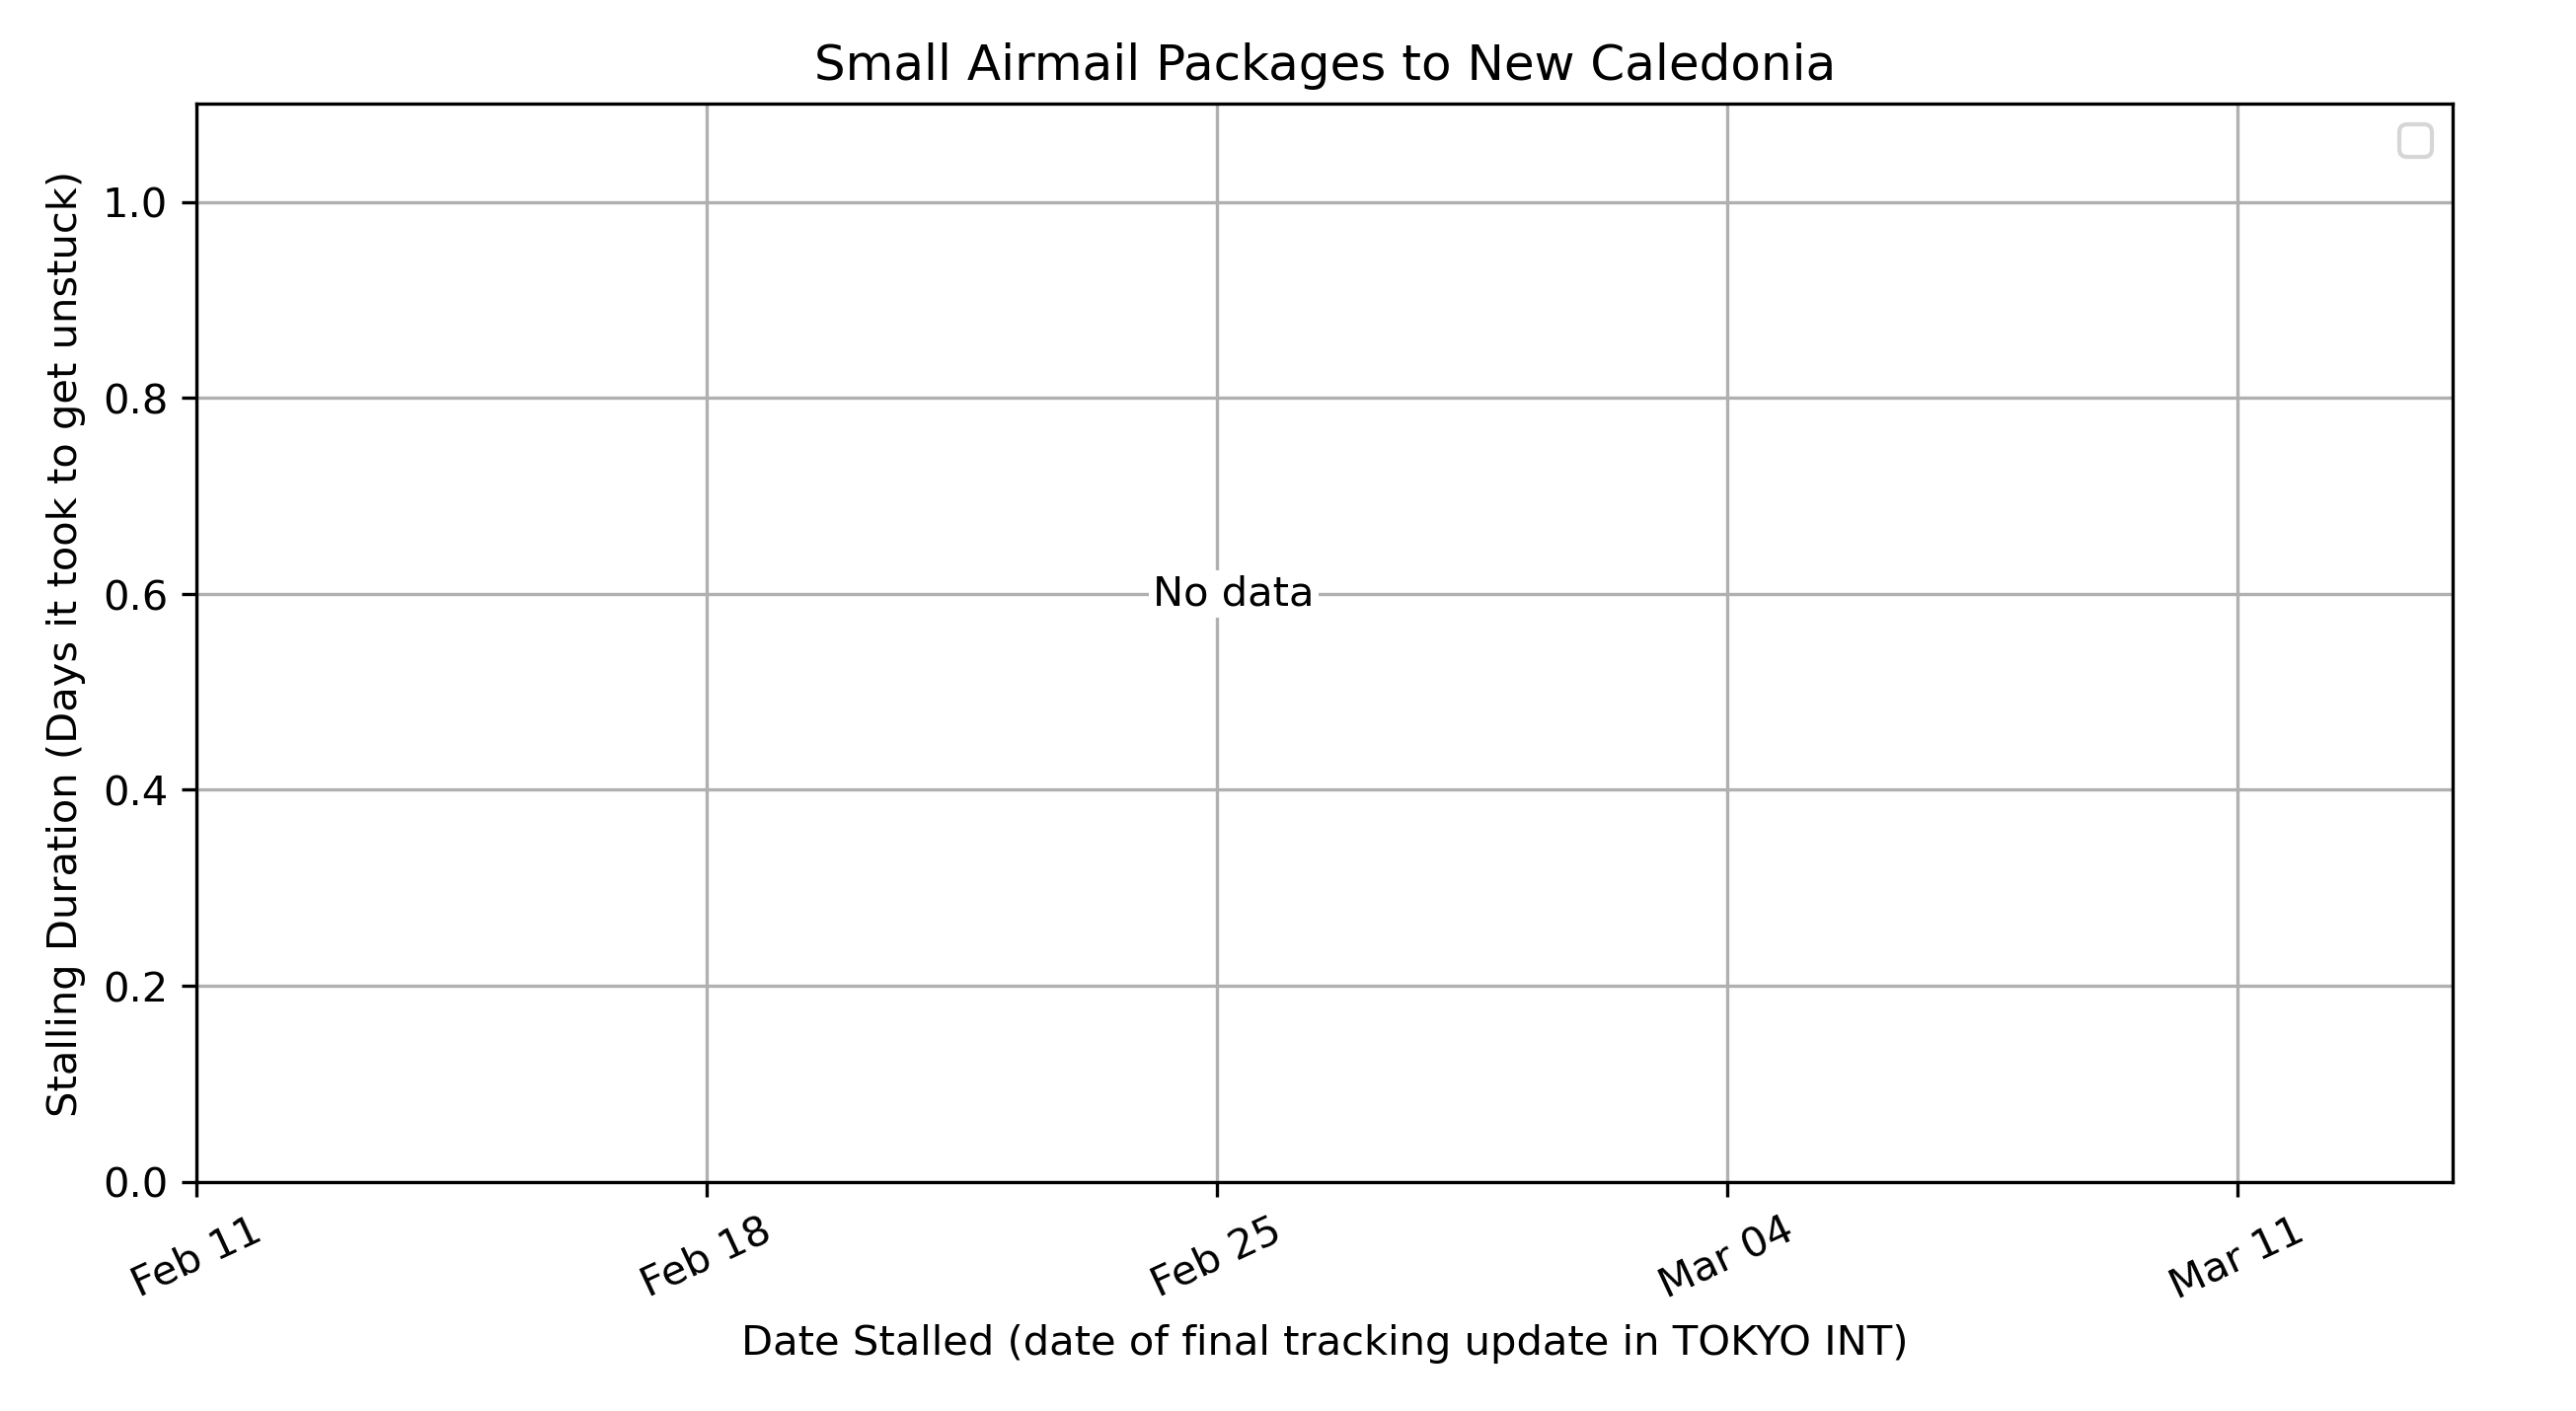 Small Airmail Packages to New Caledonia
Stalling Duration (Days it took to get unstuck)
1.0
0.8
0.6
0.4
0.2
0.0
No data
Feb 11
Feb 18
Feb 25
Mar 04
Mar 11
Date Stalled (date of final tracking update in TOKYO INT)